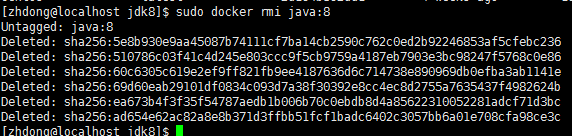 [zhdong@localhost jdk8]$ sudo docker rmi java:8
Untagged: java:8
Deleted: sha256:5e8b930e9aa45087b74111cf7ba14cb2590c762c0ed2b92246853af5cfebc236
Deleted: sha256:510786c03f41c4d245e803ccc9f5cb9759a4187eb7903e3bc98247f5768c0e86
Deleted: sha256:60c6305c619e2ef9ff821fb9ee4187636d6c714738e890969db0efba3ab1141e
Deleted: sha256:69d60eab29101df0834c093d7a38f30392e8cc4ec8d2755a7635437f4982624b
Deleted: sha256:ea673b4f3f35f54787aedb1b006b70c0ebdb8d4a85622310052281adcf71d3bc
Deleted: sha256:ad654e62ac82a8e8b371d3ffbb51fcf1badc6402c3057bb6a01e708cfa98ce3c
[zhdong@localhost jdk8]$